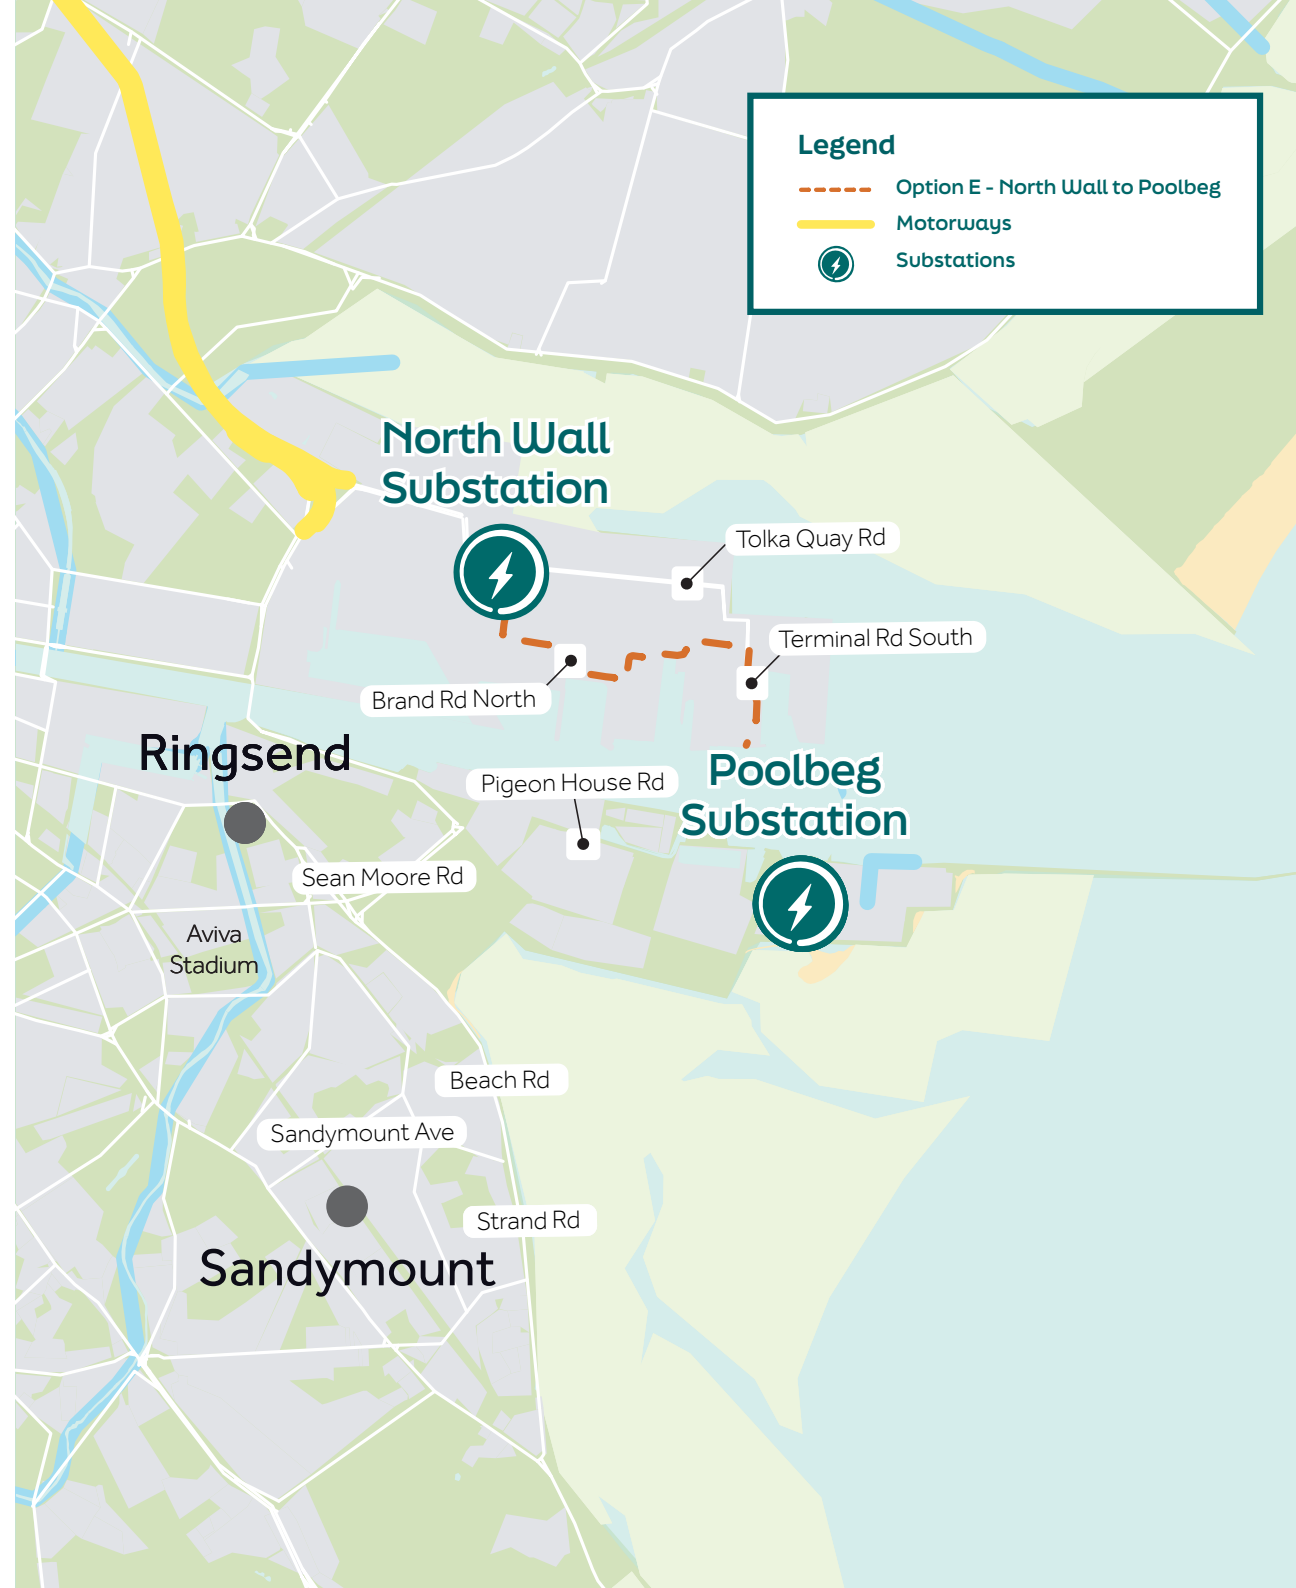 Legend
Option E - North Wall to Poolbeg
Motorways
Substations
North Wall
Substation
Tolka Quay Rd
Terminal Rd South
Brand Rd North
Ringsend
Pigeon House Rd
Poolbeg
Substation
Sean Moore Rd
Aviva
Stadium
Beach Rd
Sandymount Ave
Strand Rd
Sandymount